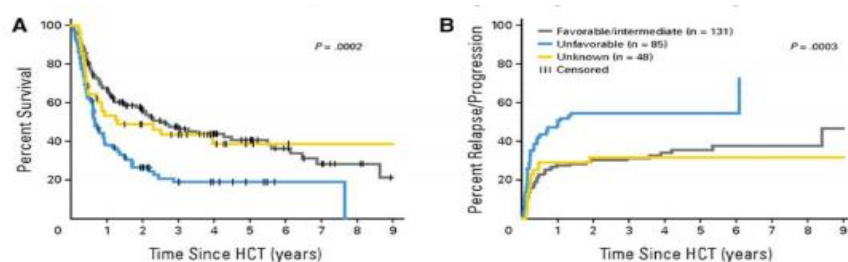 A
B
100
80
60
40
20
Percent Survival
P = .0002
0 1 2 3 4 5 6 7 8 9
Time Since HCT (years)
100
80
60
40
20
Percent Relapse/Progression
Favorable/intermediate (n = 131)
Unfavorable (n = 85)
Unknown (n = 48)
Censored
P = .0003
0 1 2 3 4 5 6 7 8 9
Time Since HCT (years)